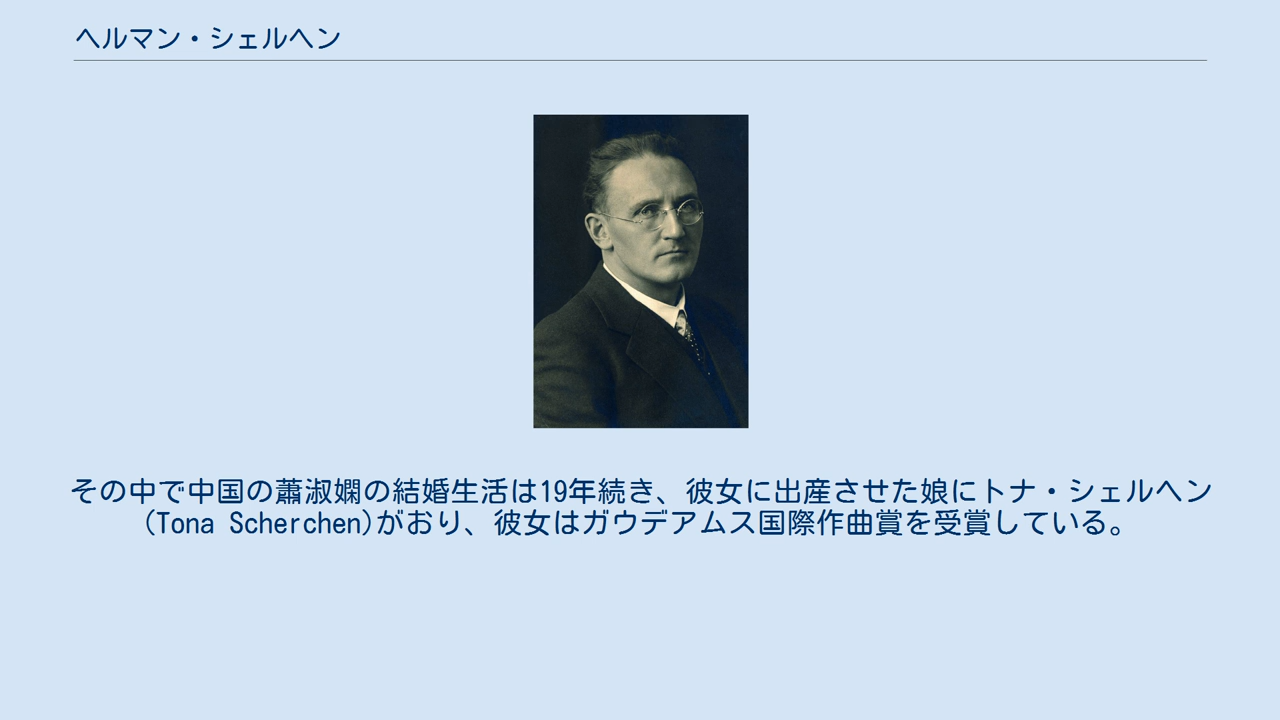 ヘルマン・シェルヘン
その中で中国の蕭淑嫻の結婚生活は19年続き、彼女に出産させた娘にトナ・シェルヘン
(Tona Scherchen)がおり、彼女はガウデアムス国際作曲賞を受賞している。